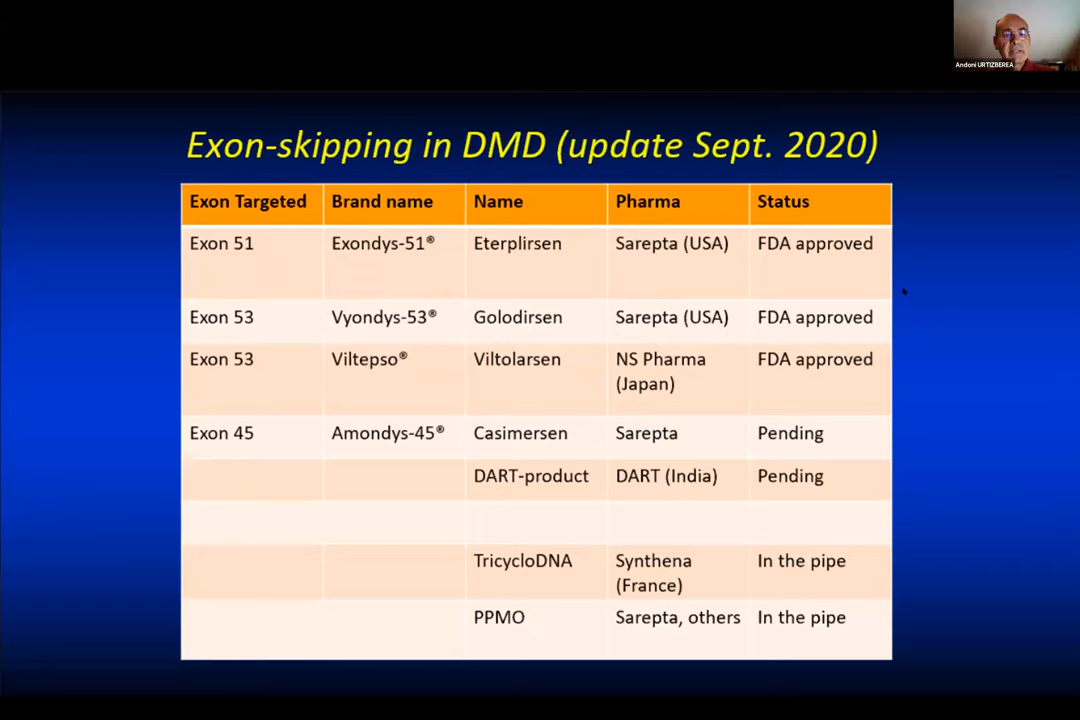 Andoni URTIZBEREA
Exon-skipping in DMD (update Sept. 2020)
Exon Targeted Brand name Name Pharma Status
Exon 51 Exondys-51® Eterplirsen Sarepta (USA) FDA approved
Exon 53 Vyondys-53® Golodirsen Sarepta (USA) FDA approved
Exon 53 Viltepso® Viltolarsen NS Pharma FDA approved
(Japan)
Exon 45 Amondys-45® Casimersen Sarepta Pending
DART-product DART (India) Pending
TricycloDNA Synthena In the pipe
(France)
PPMO Sarepta, others In the pipe